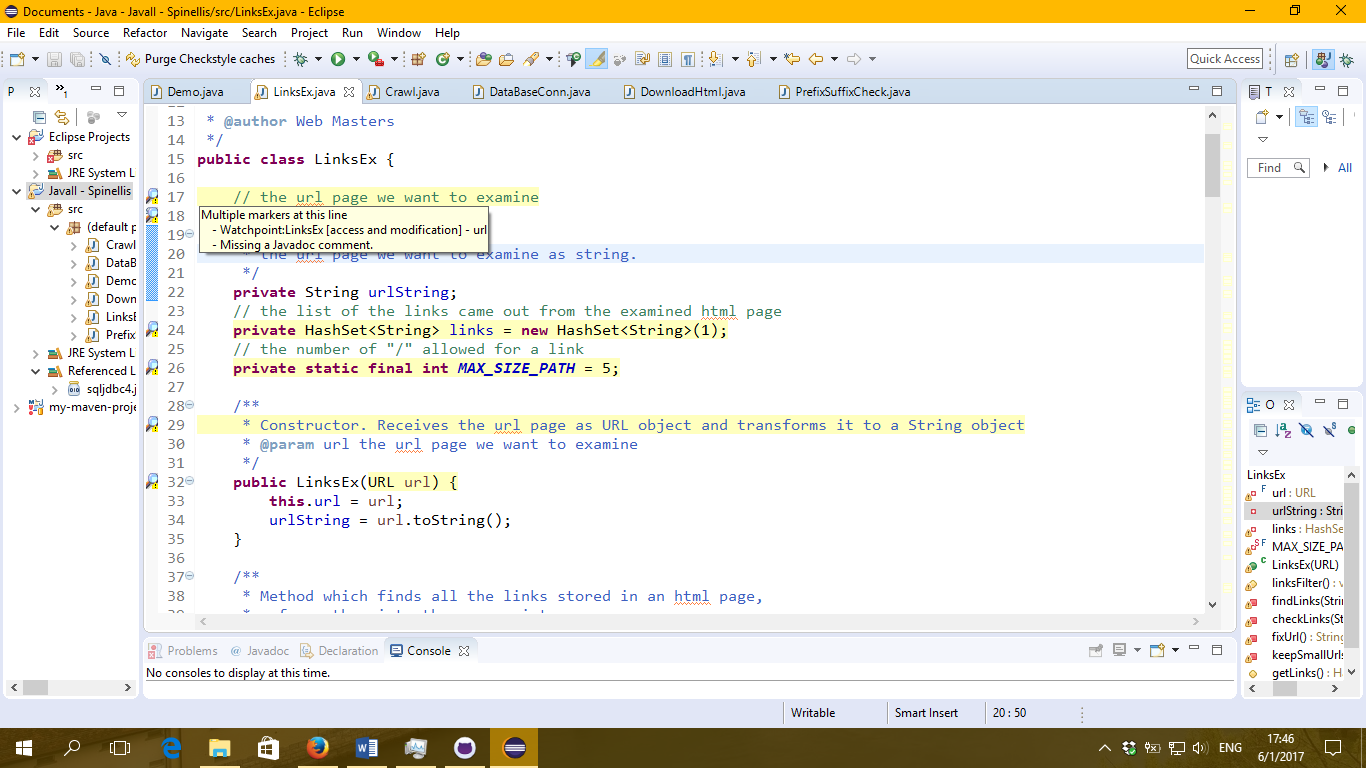 Documents - Java - JavaII - Spinellis/src/LinksEx.java - Eclipse
File Edit Source Refactor Navigate Search Project Run Window Help
Purge Checkstyle caches
Quick Access
P
Demo.java
LinksEx.java
Crawl.java
DataBaseConn.java
DownloadHtml.java
PrefixSuffixCheck.java
T
Eclipse Projects
src
JRE System L
JavaII - Spinellis
src
(default p
Crawl
DataB
Demo
Down
LinksE
Prefix
JRE System L
Referenced L
sqljdbc4.j
my-maven-proje
13 * @author Web Masters
14 */
15 public class LinksEx {
16
17 // the url page we want to examine
18
Multiple markers at this line
- Watchpoint:LinksEx [access and modification] - url
- Missing a Javadoc comment.
19
20 * the url page we want to examine as string.
21 */
22 private String urlString;
23 // the list of the links came out from the examined html page
24 private HashSet<String> links = new HashSet<String>(1);
25 // the number of "/" allowed for a link
26 private static final int MAX_SIZE_PATH = 5;
27
28 /**
29 * Constructor. Receives the url page as URL object and transforms it to a String object
30 * @param url the url page we want to examine
31 */
32 public LinksEx(URL url) {
33 this.url = url;
34 urlString = url.toString();
35 }
36
37 /**
38 * Method which finds all the links stored in an html page,
Find
All
O
LinksEx
url : URL
urlString : Stri
links : HashSe
MAX_SIZE_PA
LinksEx(URL)
linksFilter() : v
findLinks(Strin
checkLinks(St
fixUrl() : String
keepSmallUrls
getLinks() : H
Problems
@ Javadoc
Declaration
Console
No consoles to display at this time.
Writable
Smart Insert
20 : 50
ENG
17:46
6/1/2017